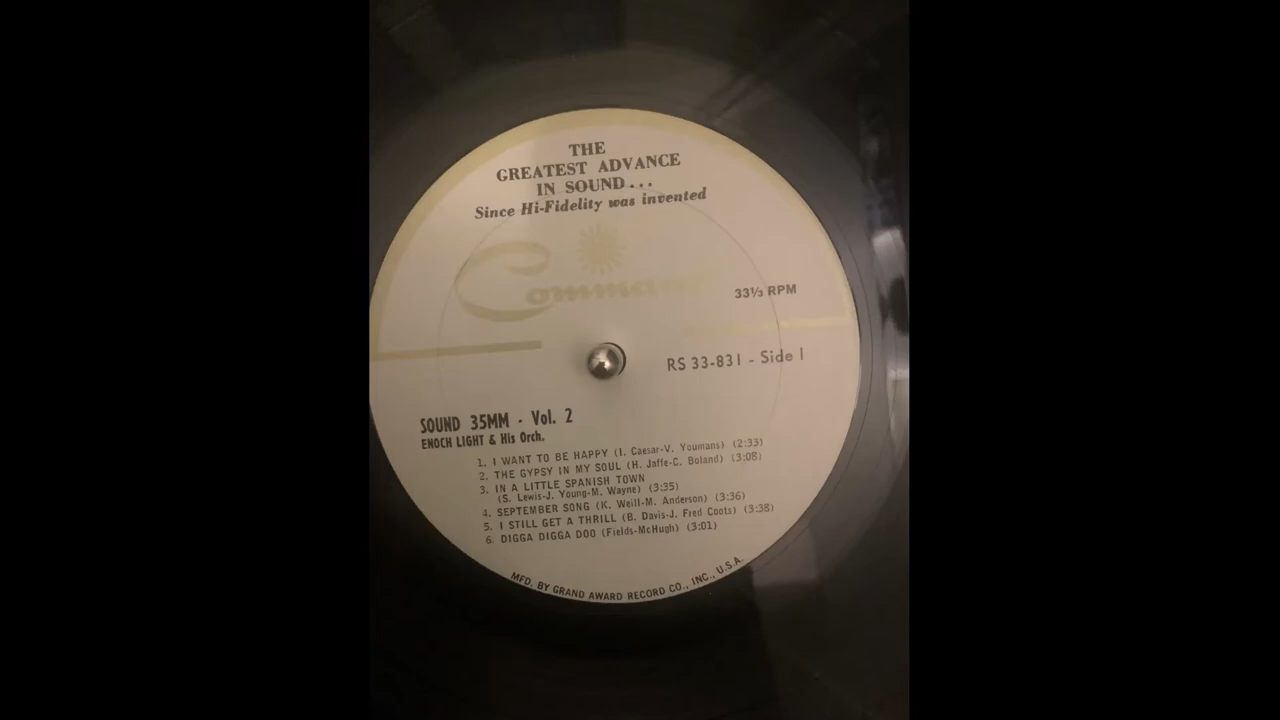 THE
GREATEST ADVANCE
IN SOUND...
Since Hi-Fidelity was invented
Command
33⅓ RPM
RS 33-831 - Side 1
SOUND 35MM - Vol. 2
ENOCH LIGHT & His Orch.
1. I WANT TO BE HAPPY (I. Caesar-V. Youmans) (2:33)
2. THE GYPSY IN MY SOUL (H. Jaffe-C. Boland) (3:08)
3. IN A LITTLE SPANISH TOWN
(S. Lewis-J. Young-M. Wayne) (3:35)
4. SEPTEMBER SONG (K. Weill-M. Anderson) (3:36)
5. I STILL GET A THRILL (B. Davis-J. Fred Coots) (3:38)
6. DIGGA DIGGA DOO (Fields-McHugh) (3:01)
MFD. BY GRAND AWARD RECORD CO., INC., U.S.A.